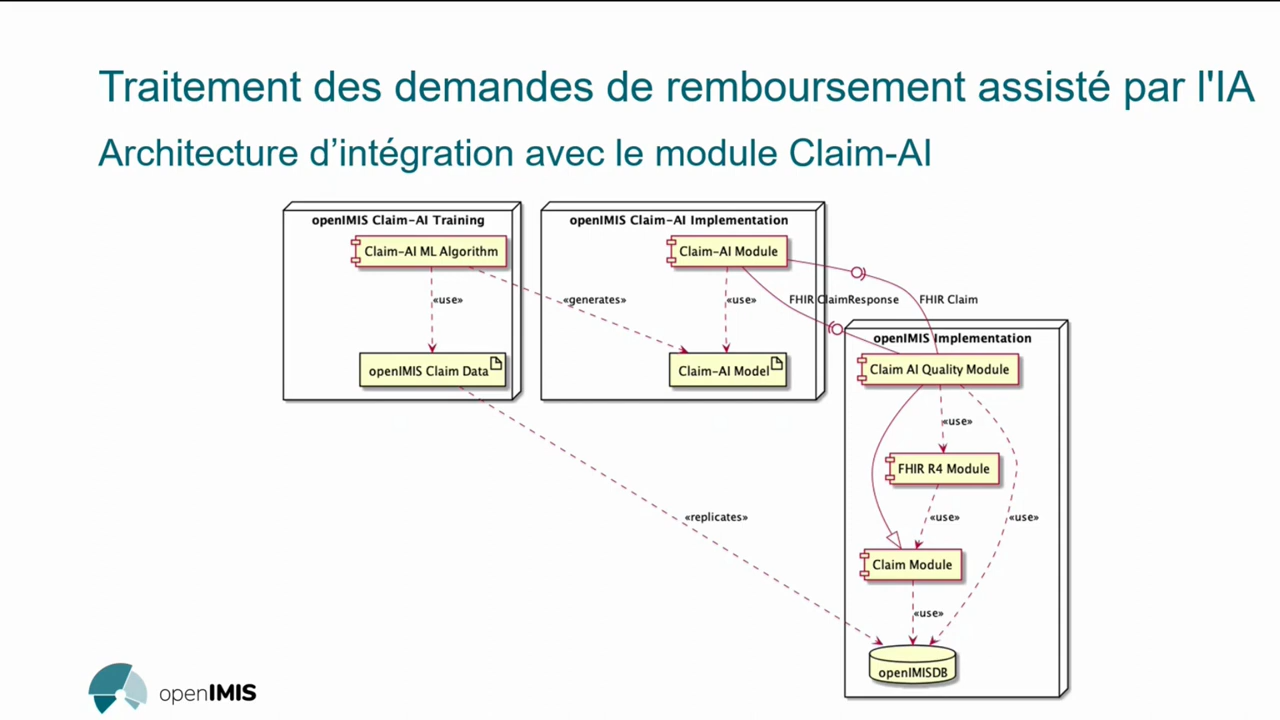 Traitement des demandes de remboursement assisté par l'IA
Architecture d’intégration avec le module Claim-AI
openIMIS Claim-AI Training
openIMIS Claim-AI Implementation
Claim-AI ML Algorithm
Claim-AI Module
«use»
«generates»
«use»
FHIR ClaimResponse
FHIR Claim
openIMIS Implementation
openIMIS Claim Data
Claim-AI Model
Claim AI Quality Module
«use»
FHIR R4 Module
«replicates»
«use»
«use»
Claim Module
«use»
openIMISDB
openIMIS